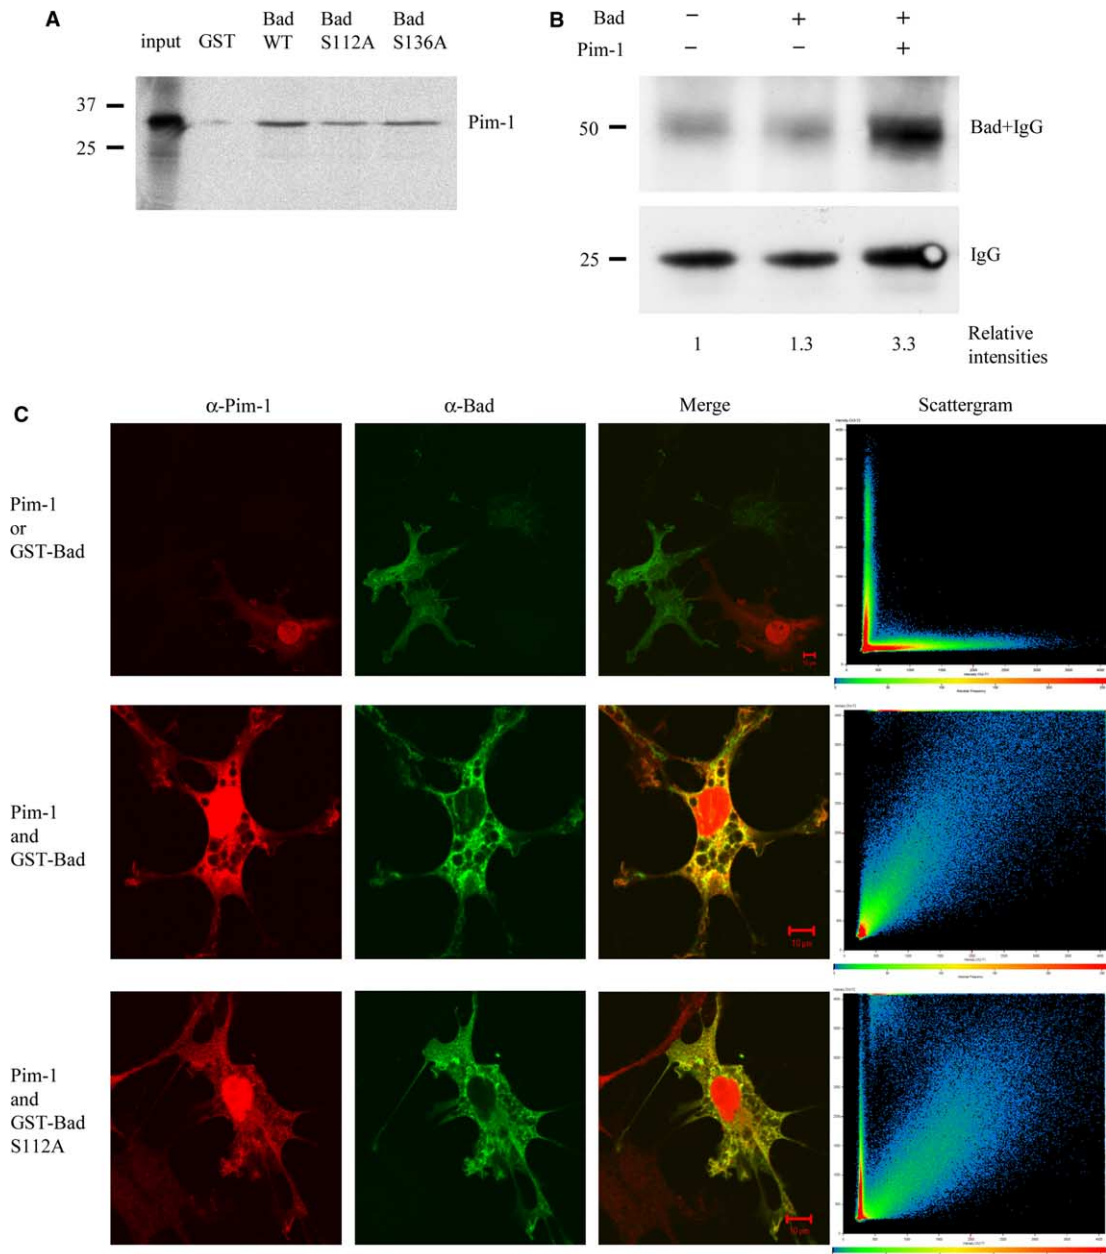 A
input GST Bad WT Bad S112A Bad S136A
37
25
Pim-1
B
Bad − + +
Pim-1 − − +
50
Bad+IgG
25
IgG
1 1.3 3.3 Relative intensities
C
α-Pim-1 α-Bad Merge Scattergram
Pim-1
or
GST-Bad
Pim-1
and
GST-Bad
10 µm
Pim-1
and
GST-Bad
S112A
10 µm